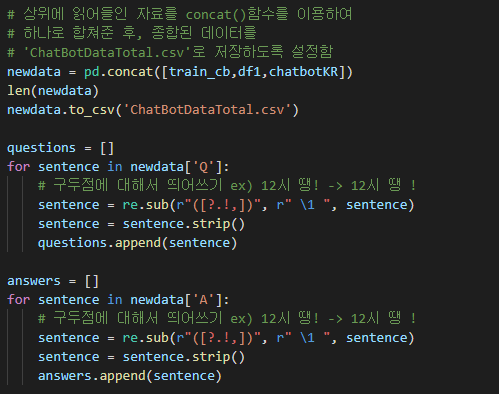 # 상위에 읽어들인 자료를 concat()함수를 이용하여
# 하나로 합쳐준 후, 종합된 데이터를
# 'ChatBotDataTotal.csv'로 저장하도록 설정함
newdata = pd.concat([train_cb,df1,chatbotKR])
len(newdata)
newdata.to_csv('ChatBotDataTotal.csv')

questions = []
for sentence in newdata['Q']:
    # 구두점에 대해서 띄어쓰기 ex) 12시 땡! -> 12시 땡 !
    sentence = re.sub(r"([?.!,])", r" \1 ", sentence)
    sentence = sentence.strip()
    questions.append(sentence)

answers = []
for sentence in newdata['A']:
    # 구두점에 대해서 띄어쓰기 ex) 12시 땡! -> 12시 땡 !
    sentence = re.sub(r"([?.!,])", r" \1 ", sentence)
    sentence = sentence.strip()
    answers.append(sentence)